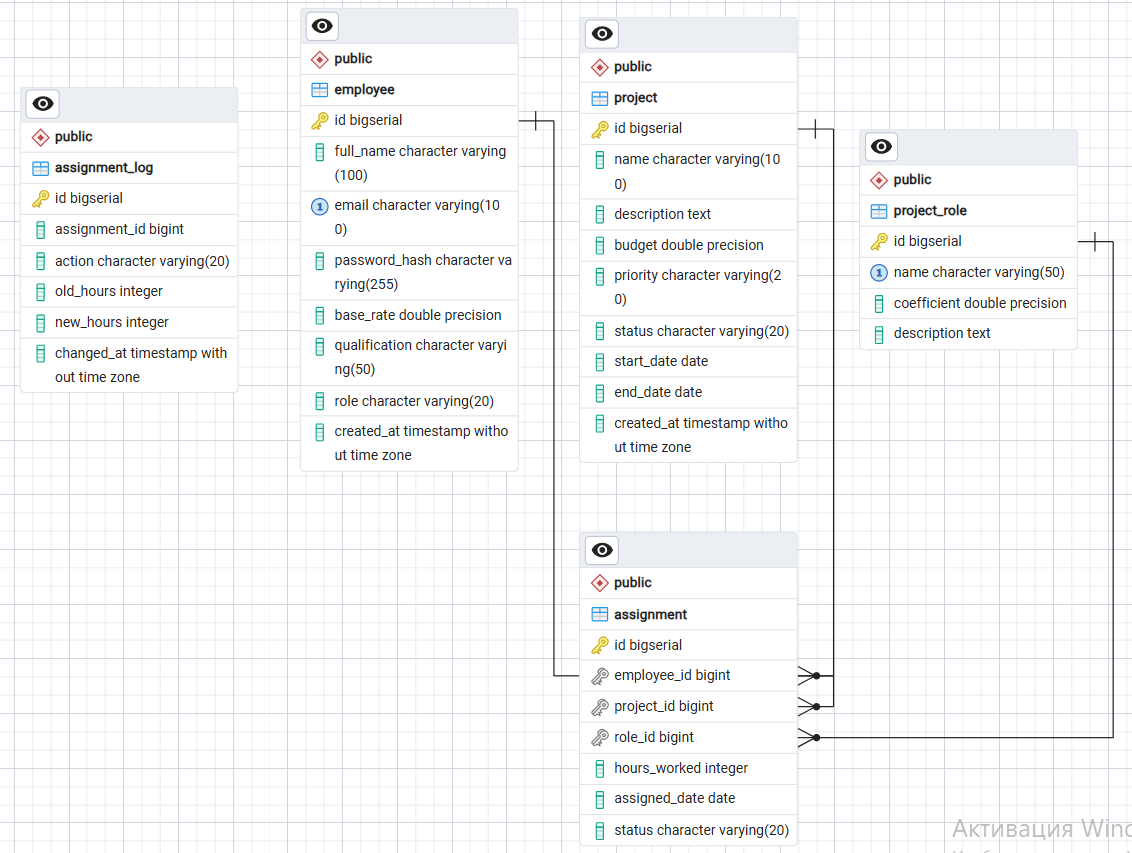 public
assignment_log
id bigserial
assignment_id bigint
action character varying(20)
old_hours integer
new_hours integer
changed_at timestamp with
out time zone
public
employee
id bigserial
full_name character varying
(100)
1 email character varying(10
0)
password_hash character va
rying(255)
base_rate double precision
qualification character varyi
ng(50)
role character varying(20)
created_at timestamp witho
ut time zone
public
project
id bigserial
name character varying(10
0)
description text
budget double precision
priority character varying(2
0)
status character varying(20)
start_date date
end_date date
created_at timestamp witho
ut time zone
public
project_role
id bigserial
1 name character varying(50)
coefficient double precision
description text
public
assignment
id bigserial
employee_id bigint
project_id bigint
role_id bigint
hours_worked integer
assigned_date date
status character varying(20)
Активация Wind